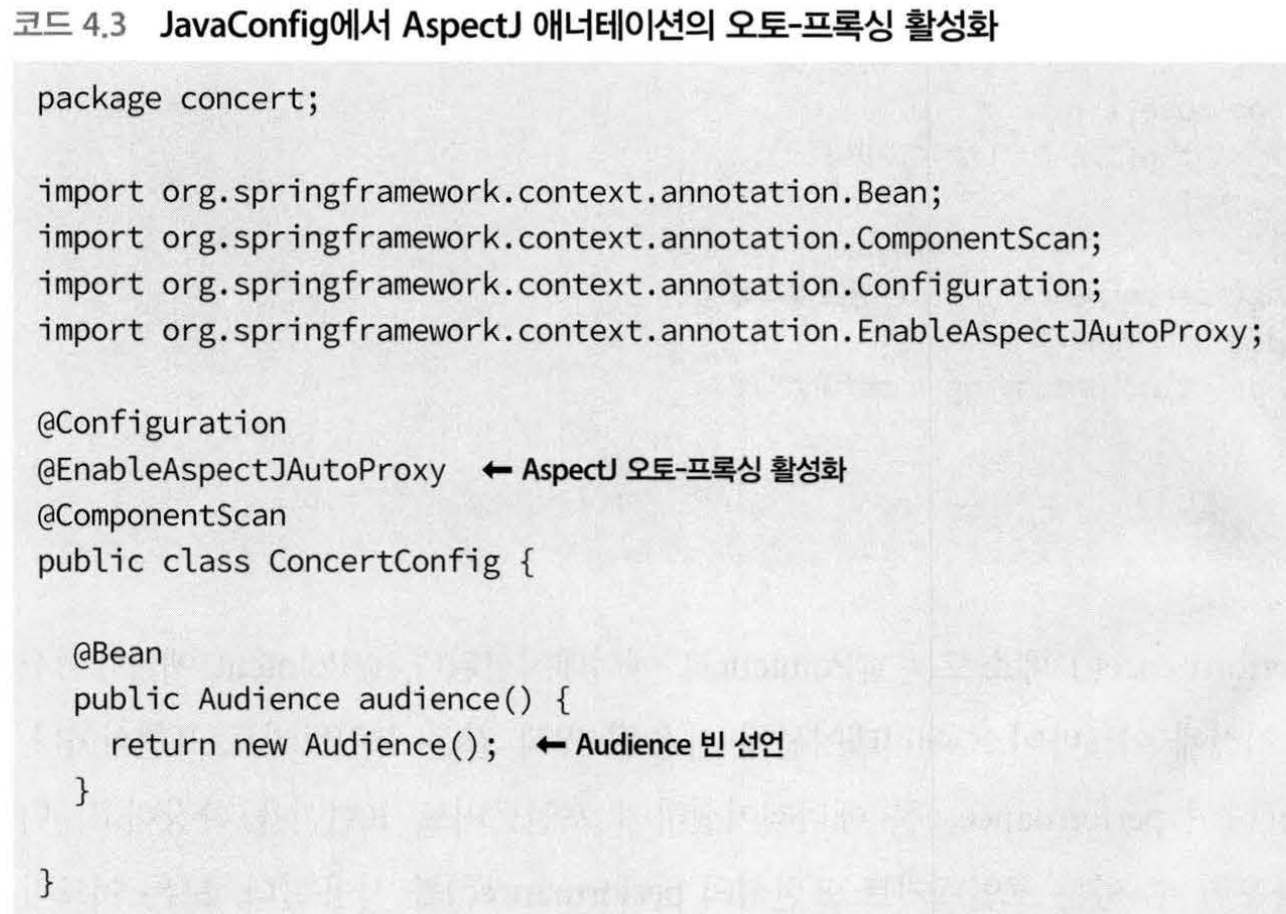 코드 4.3 JavaConfig에서 AspectJ 애너테이션의 오토-프록싱 활성화
package concert;
import org.springframework.context.annotation.Bean;
import org.springframework.context.annotation.ComponentScan;
import org.springframework.context.annotation.Configuration;
import org.springframework.context.annotation.EnableAspectJAutoProxy;
@Configuration
@EnableAspectJAutoProxy ← AspectJ 오토-프록싱 활성화
@ComponentScan
public class ConcertConfig {
@Bean
public Audience audience() {
return new Audience(); ← Audience 빈 선언
}
}